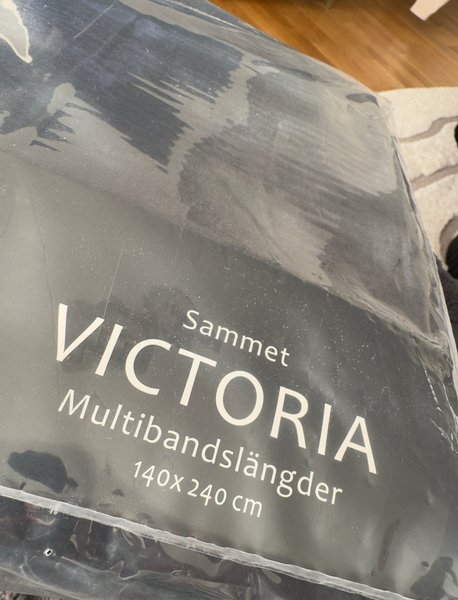 Sammet
VICTORIA
Multibandslängder
140x240 cm